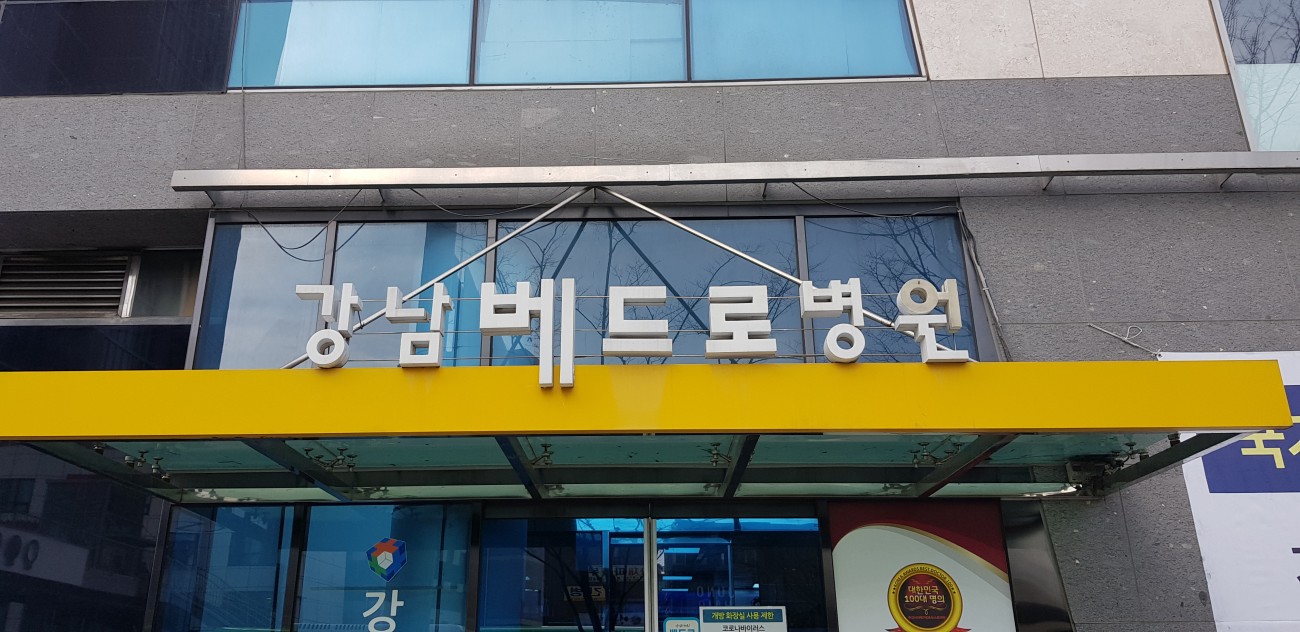 강남베드로병원
강
대한민국
100대 명의
개방 화장실 사용 제한
코로나바이러스